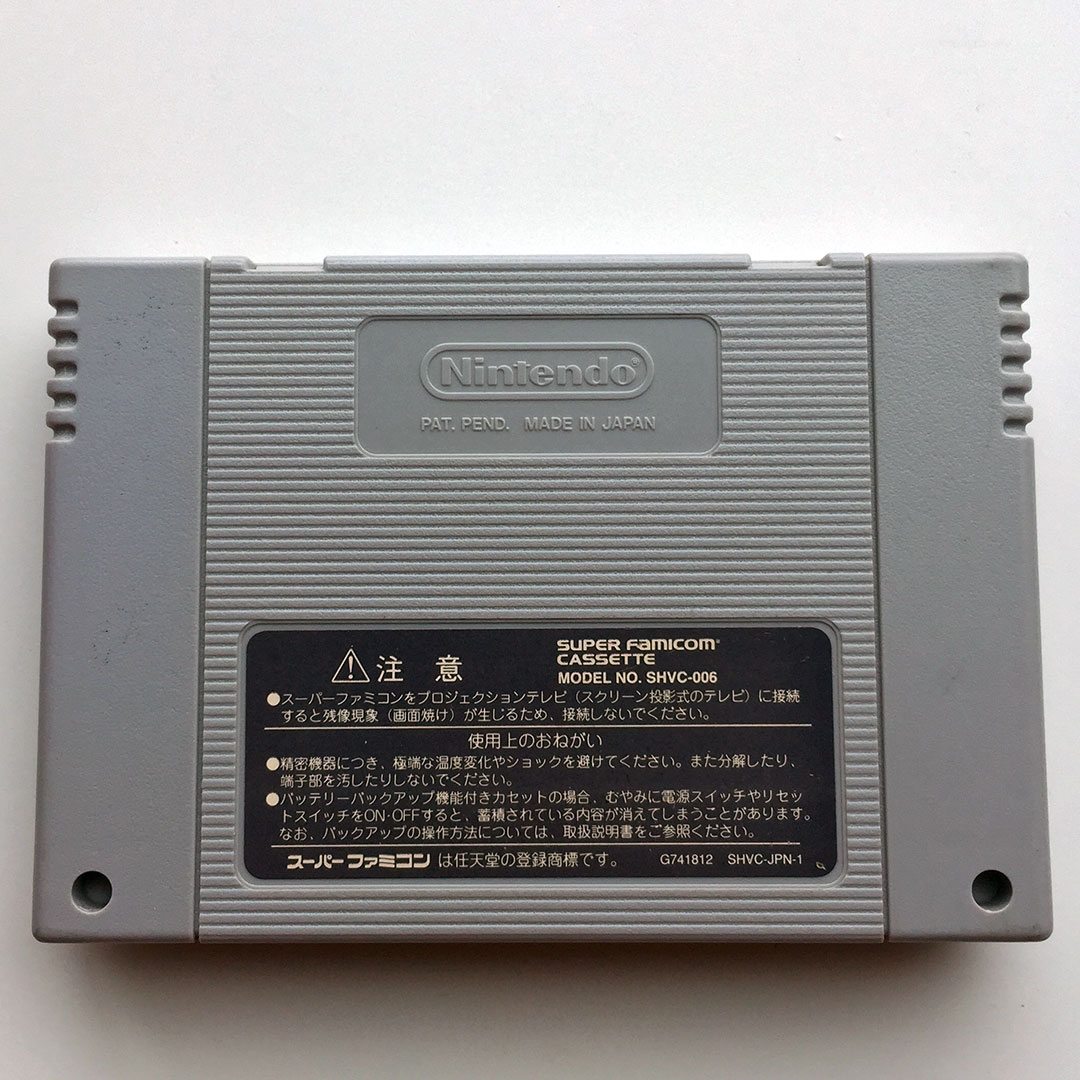 Nintendo®
PAT. PEND. MADE IN JAPAN
SUPER FAMICOM®
CASSETTE
注意
MODEL NO. SHVC-006
●スーパーファミコンをプロジェクションテレビ（スクリーン投影式のテレビ）に接続
すると残像現象（画面焼け）が生じるため、接続しないでください。
使用上のおねがい
●精密機器につき、極端な温度変化やショックを避けてください。また分解したり、
端子部を汚したりしないでください。
●バッテリーバックアップ機能付きカセットの場合、むやみに電源スイッチやリセッ
トスイッチをON・OFFすると、蓄積されている内容が消えてしまうことがあります。
なお、バックアップの操作方法については、取扱説明書をご参照ください。
スーパーファミコンは任天堂の登録商標です。 G741812 SHVC-JPN-1